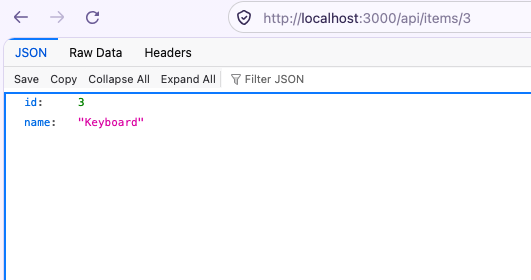 http://localhost:3000/api/items/3
JSON Raw Data Headers
Save Copy Collapse All Expand All Filter JSON
id: 3
name: "Keyboard"